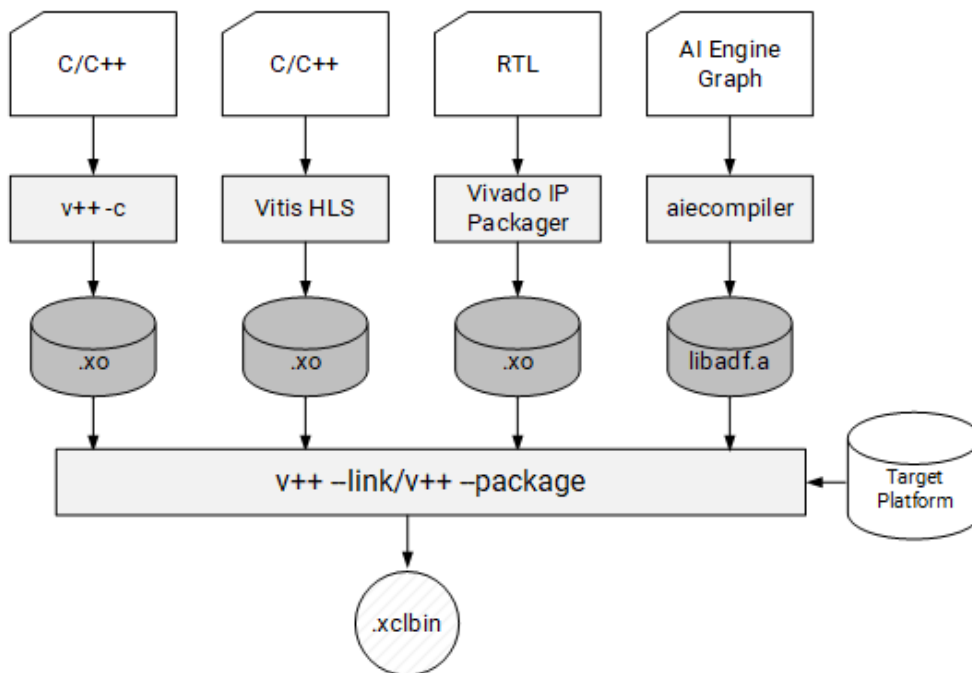 C/C++
C/C++
RTL
AI Engine
Graph
v++ -c
Vitis HLS
Vivado IP
Packager
aiecompiler
.xo
.xo
.xo
libadf.a
v++ --link/v++ --package
Target
Platform
.xclbin